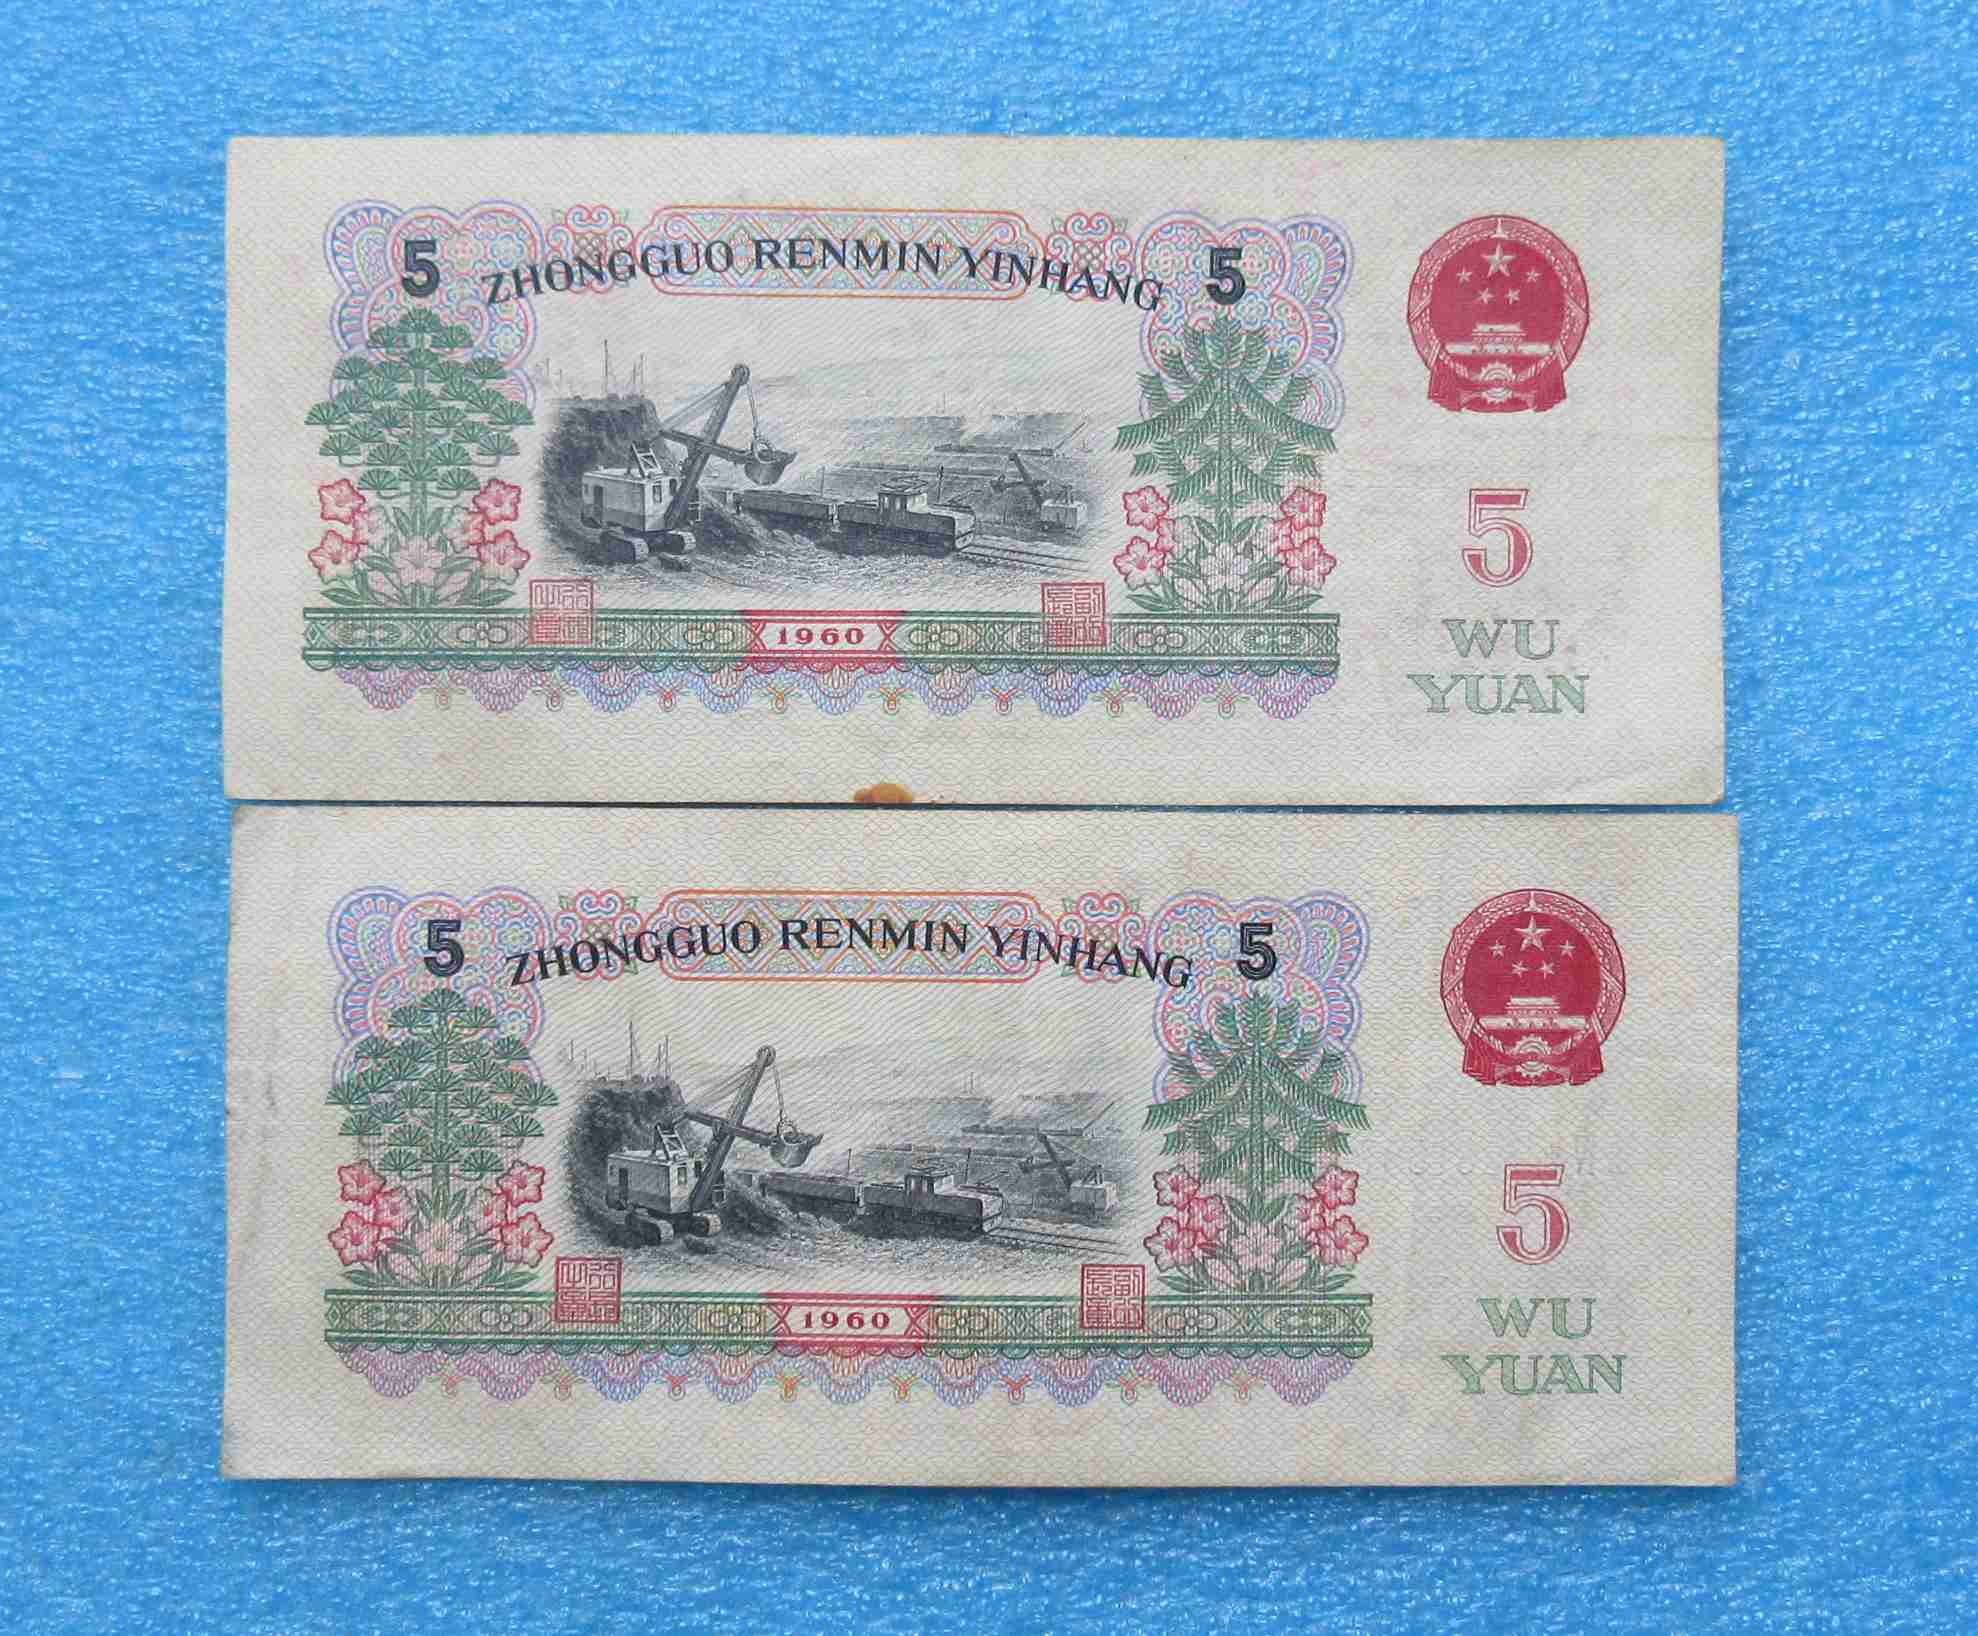 5 ZHONGGUO RENMIN YINHANG 5
5
1960
WU
YUAN
5 ZHONGGUO RENMIN YINHANG 5
5
1960
WU
YUAN